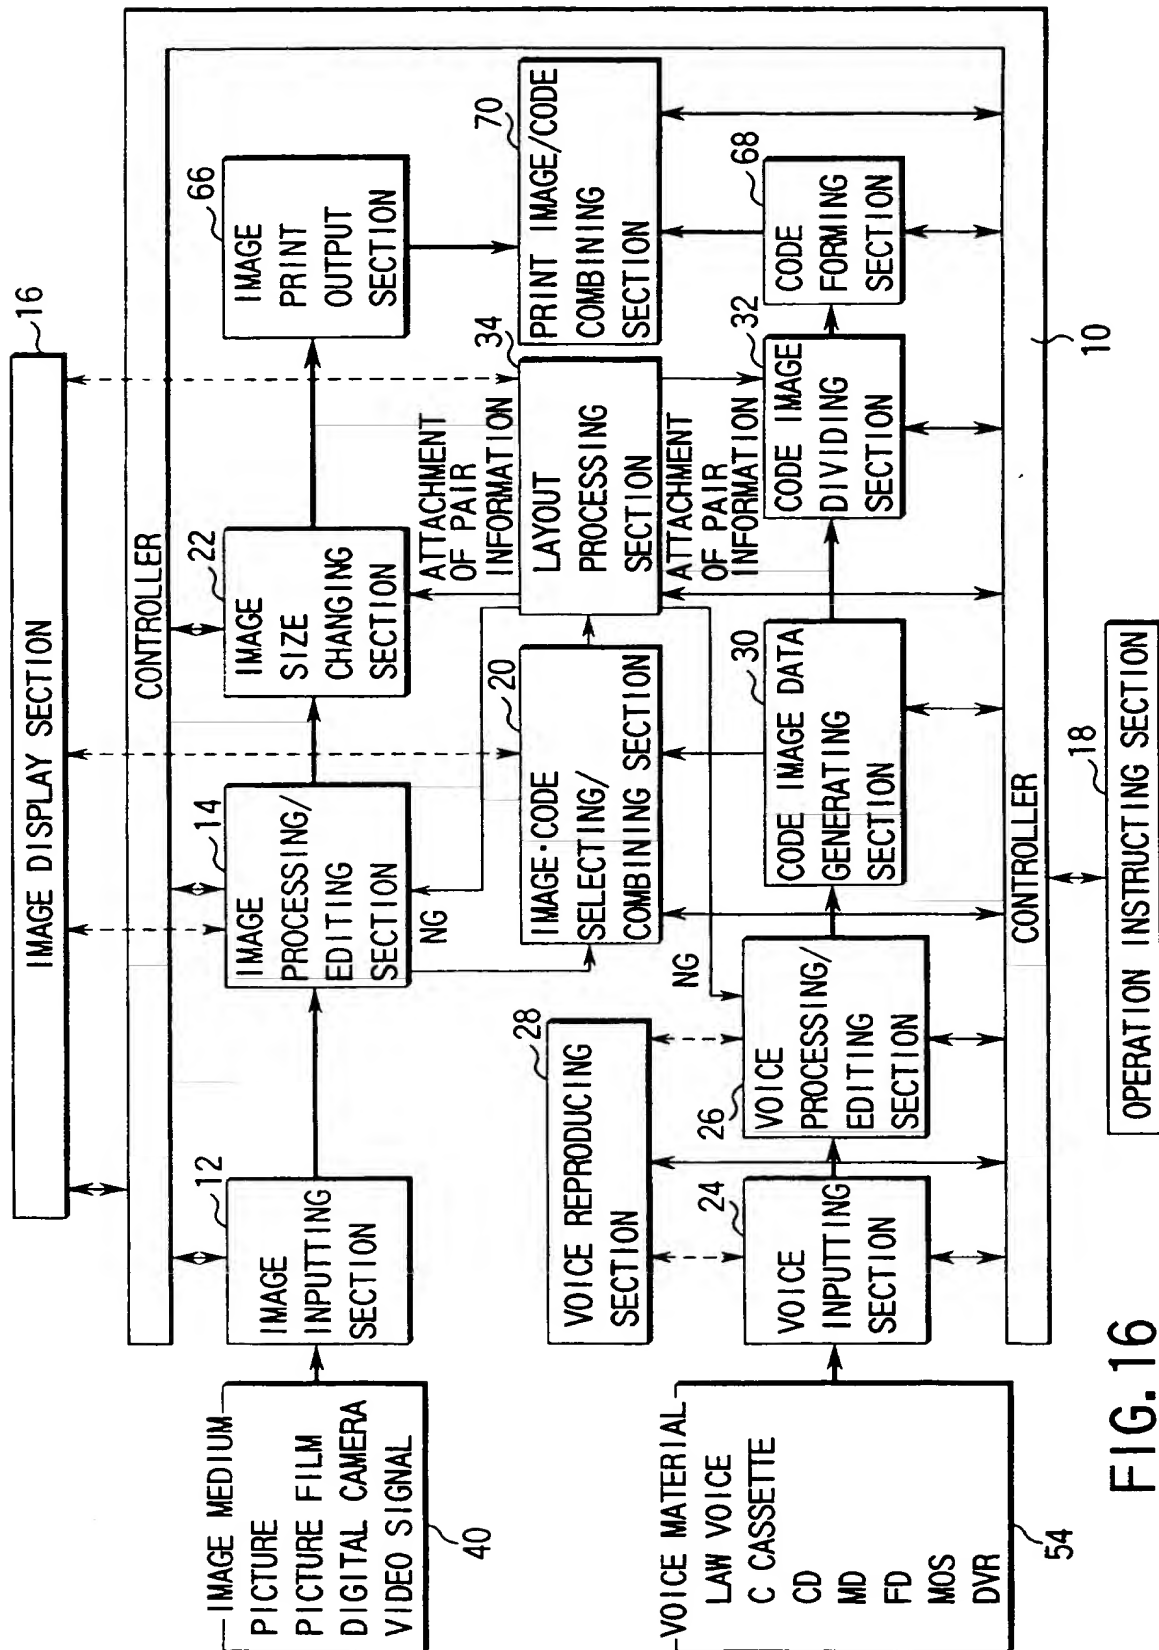 IMAGE DISPLAY SECTION
16
CONTROLLER
IMAGE MEDIUM
PICTURE
PICTURE FILM
DIGITAL CAMERA
VIDEO SIGNAL
40
12
IMAGE
INPUTTING
SECTION
14
IMAGE
PROCESSING/
EDITING
SECTION
NG
22
IMAGE
SIZE
CHANGING
SECTION
66
IMAGE
PRINT
OUTPUT
SECTION
ATTACHMENT
OF PAIR
INFORMATION
28
VOICE REPRODUCING
SECTION
20
IMAGE·CODE
SELECTING/
COMBINING SECTION
34
LAYOUT
PROCESSING
SECTION
70
PRINT IMAGE/CODE
COMBINING
SECTION
NG
ATTACHMENT
OF PAIR
INFORMATION
VOICE MATERIAL
LAW VOICE
C CASSETTE
CD
MD
FD
MOS
DVR
54
24
VOICE
INPUTTING
SECTION
26
VOICE
PROCESSING/
EDITING
SECTION
30
CODE IMAGE DATA
GENERATING
SECTION
32
CODE IMAGE
DIVIDING
SECTION
68
CODE
FORMING
SECTION
CONTROLLER
10
18
OPERATION INSTRUCTING SECTION
FIG. 16